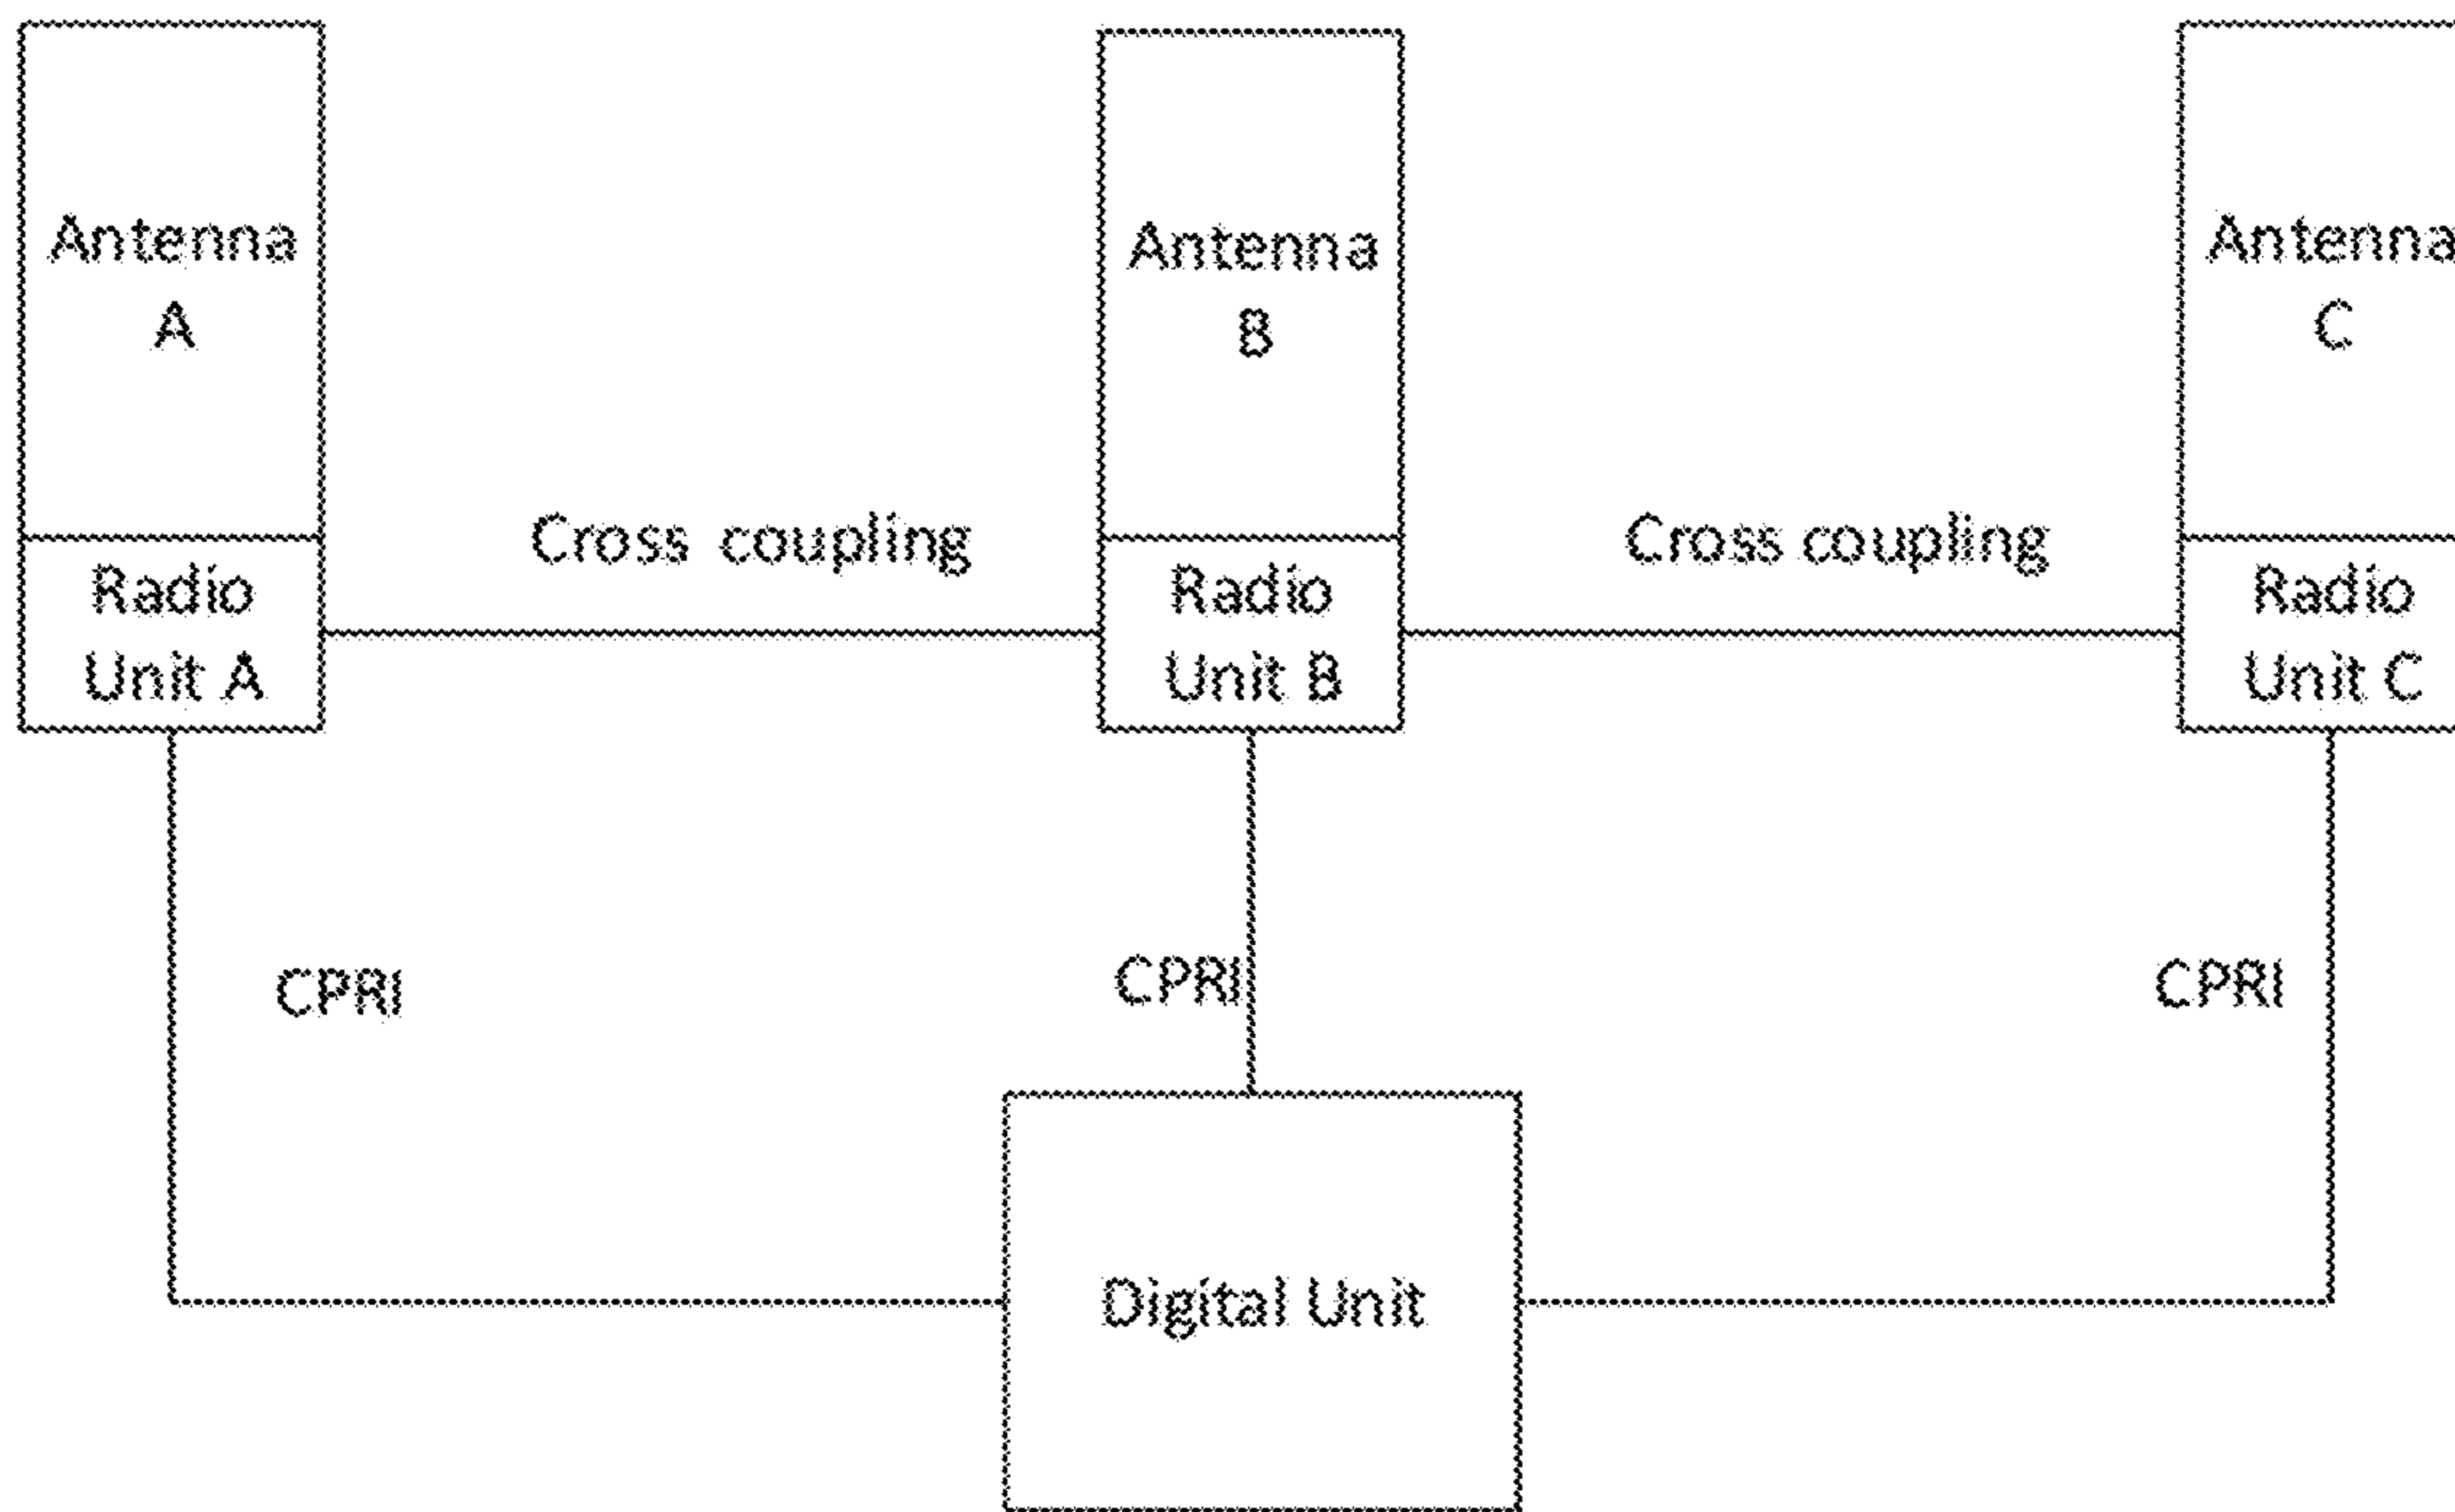 Antenna
A
Antenna
B
Antenna
C
Cross coupling
Cross coupling
Radio
Unit A
Radio
Unit B
Radio
Unit C
CPRI
CPRI
CPRI
Digital Unit